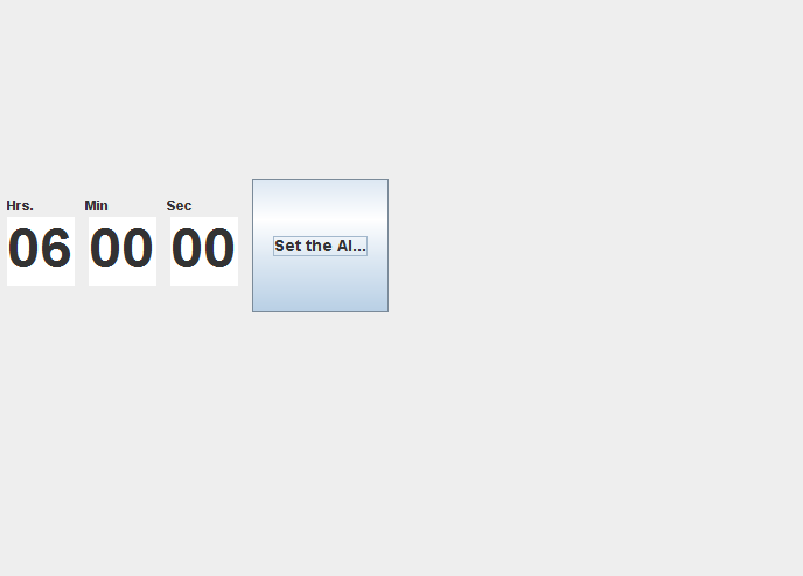 Hrs. Min Sec
06 00 00
Set the Al...